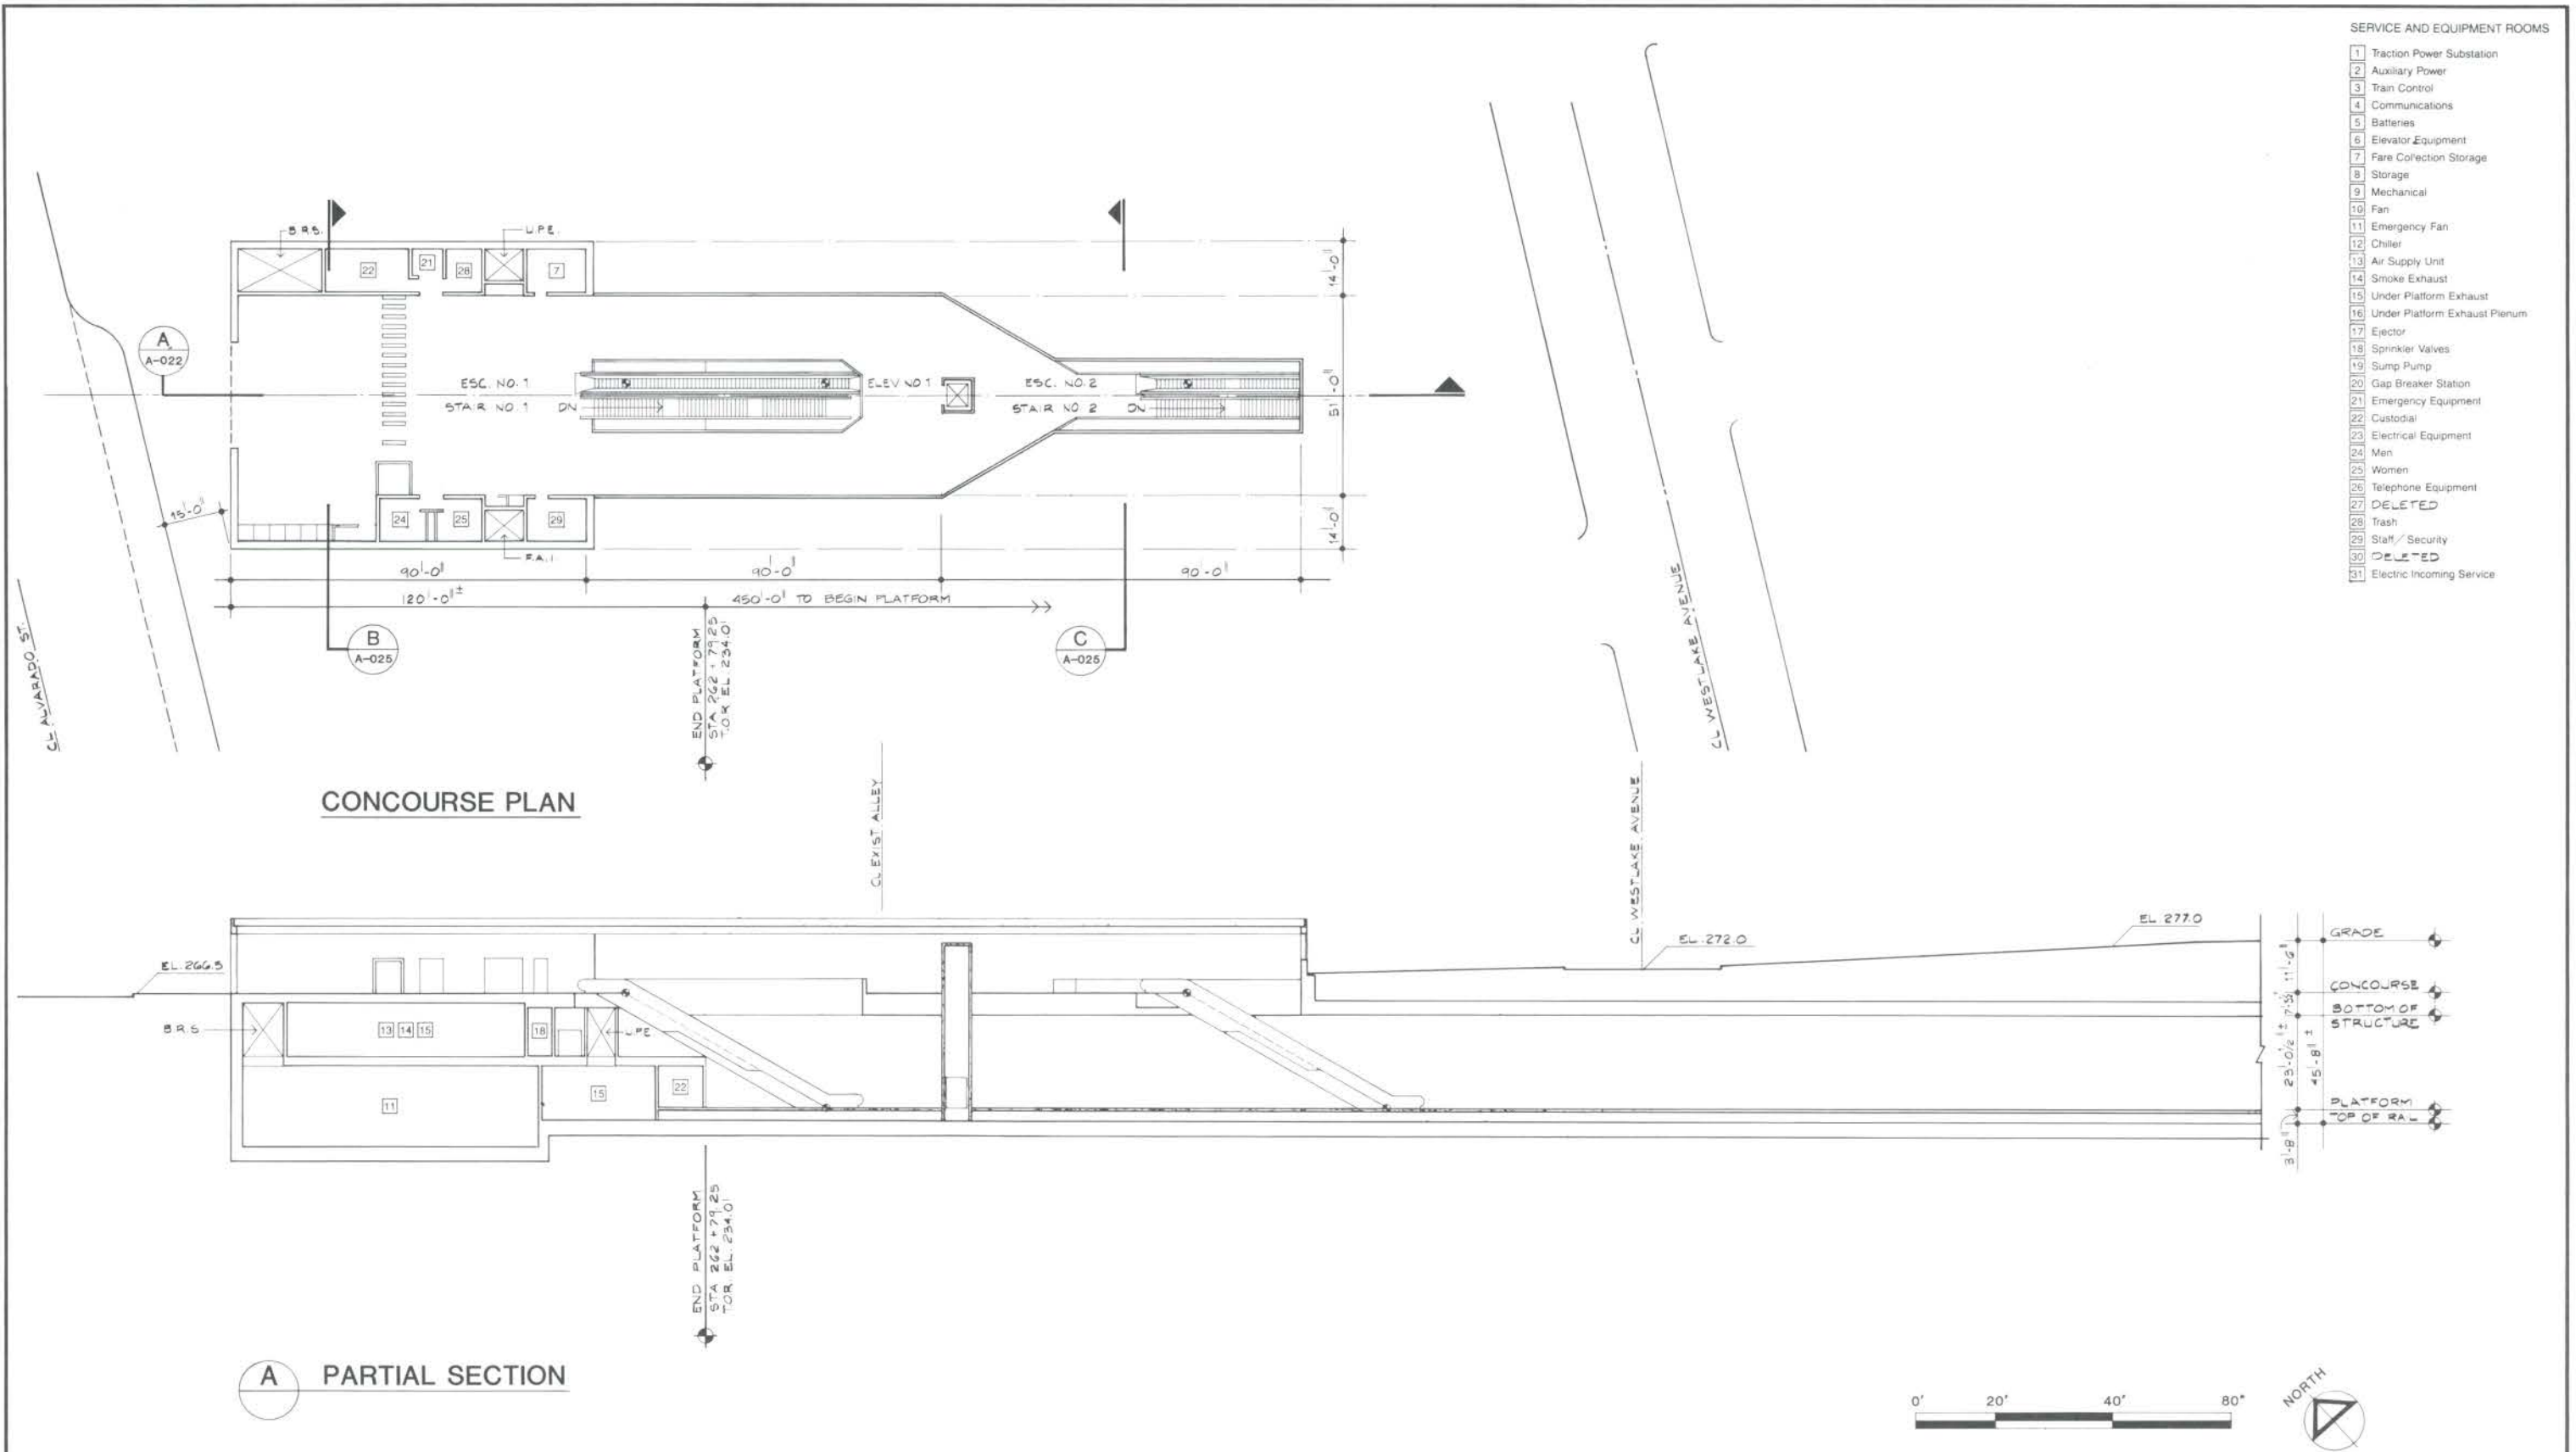 SERVICE AND EQUIPMENT ROOMS
1 Traction Power Substation
2 Auxiliary Power
3 Train Control
4 Communications
5 Batteries
6 Elevator Equipment
7 Fare Collection Storage
8 Storage
9 Mechanical
10 Fan
11 Emergency Fan
12 Chiller
13 Air Supply Unit
14 Smoke Exhaust
15 Under Platform Exhaust
16 Under Platform Exhaust Plenum
17 Ejector
18 Sprinkler Valves
19 Sump Pump
20 Gap Breaker Station
21 Emergency Equipment
22 Custodial
23 Electrical Equipment
24 Men
25 Women
26 Telephone Equipment
27 DELETED
28 Trash
29 Staff/Security
30 DELETED
31 Electric Incoming Service
B.R.S.
U.P.E.
22
21
28
7
14'-0"
A
A-022
ESC. NO. 1
ELEV NO 1
ESC. NO. 2
STAIR NO. 1 DN
STAIR NO 2 DN
51'-0"
15'-0"
24
25
29
F.A.I
14'-0"
90'-0"
90'-0"
90'-0"
120'-0"±
450'-0" TO BEGIN PLATFORM
B
A-025
C
A-025
END PLATFORM
STA 262 + 79.25
T.O.R EL 234.0'
CL ALVARADO ST.
CL WESTLAKE AVENUE
CONCOURSE PLAN
CL EXIST ALLEY
CL WESTLAKE AVENUE
EL. 266.5
EL. 272.0
EL 277.0
GRADE
11'-6"
CONCOURSE
BOTTOM OF
STRUCTURE
23'-0½"±
45'-8"±
PLATFORM
TOP OF RAIL
3'-8"
B.R.S
13 14 15
18
U.P.E
11
15
22
END PLATFORM
STA 262 + 79.25
T.O.R. EL. 234.0'
A PARTIAL SECTION
0' 20' 40' 80'
NORTH